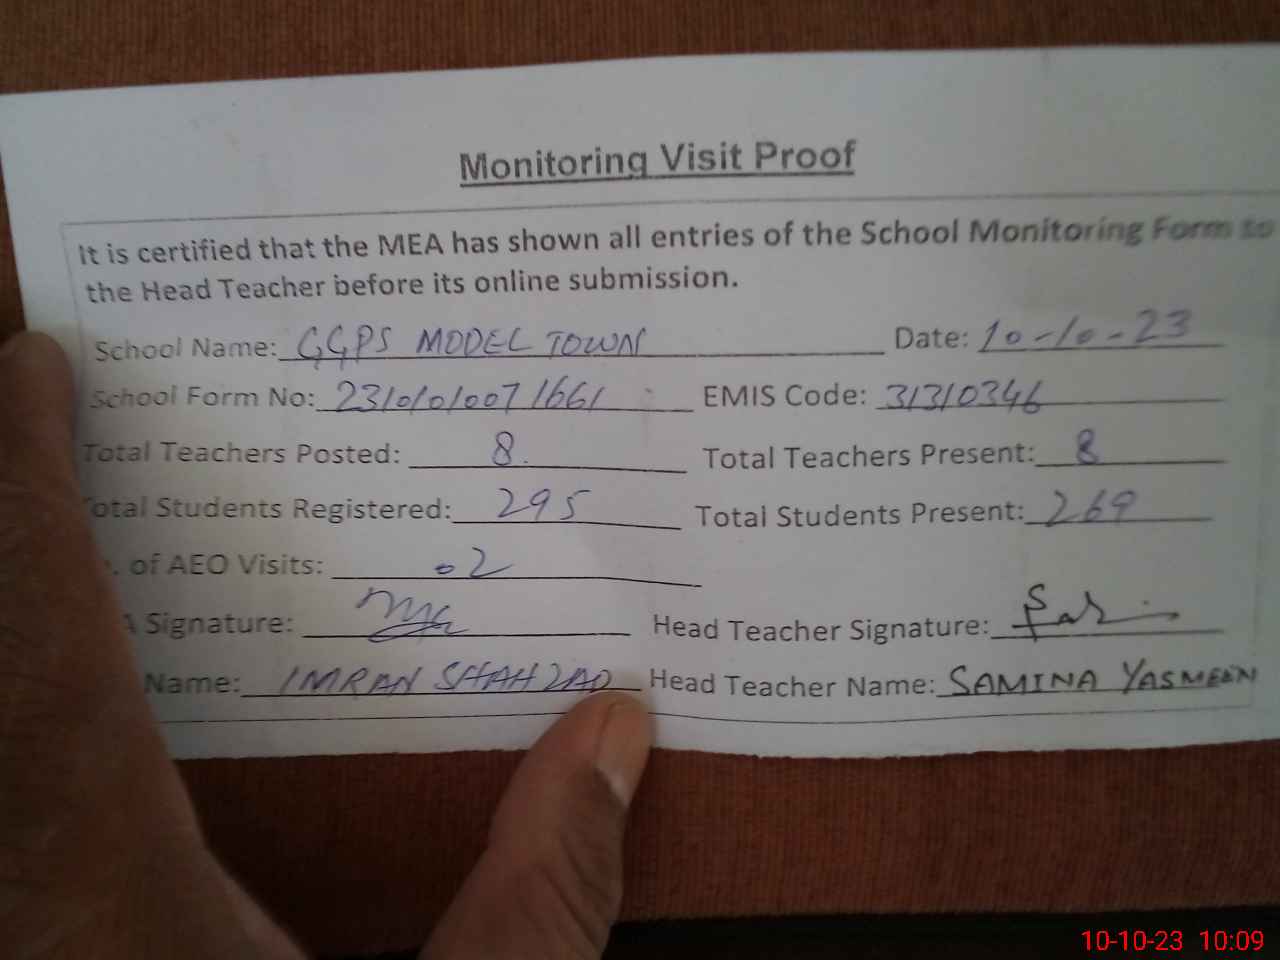 Monitoring Visit Proof
It is certified that the MEA has shown all entries of the School Monitoring Form to
the Head Teacher before its online submission.
School Name: GGPS MODEL TOWN Date: 10-10-23
School Form No: 23101010071661 EMIS Code: 31310346
Total Teachers Posted: 8. Total Teachers Present: 8
Total Students Registered: 295 Total Students Present: 269
. of AEO Visits: 02
A Signature: Head Teacher Signature:
Name: IMRAN SHAHZAD Head Teacher Name: SAMINA YASMEEN
10-10-23 10:09